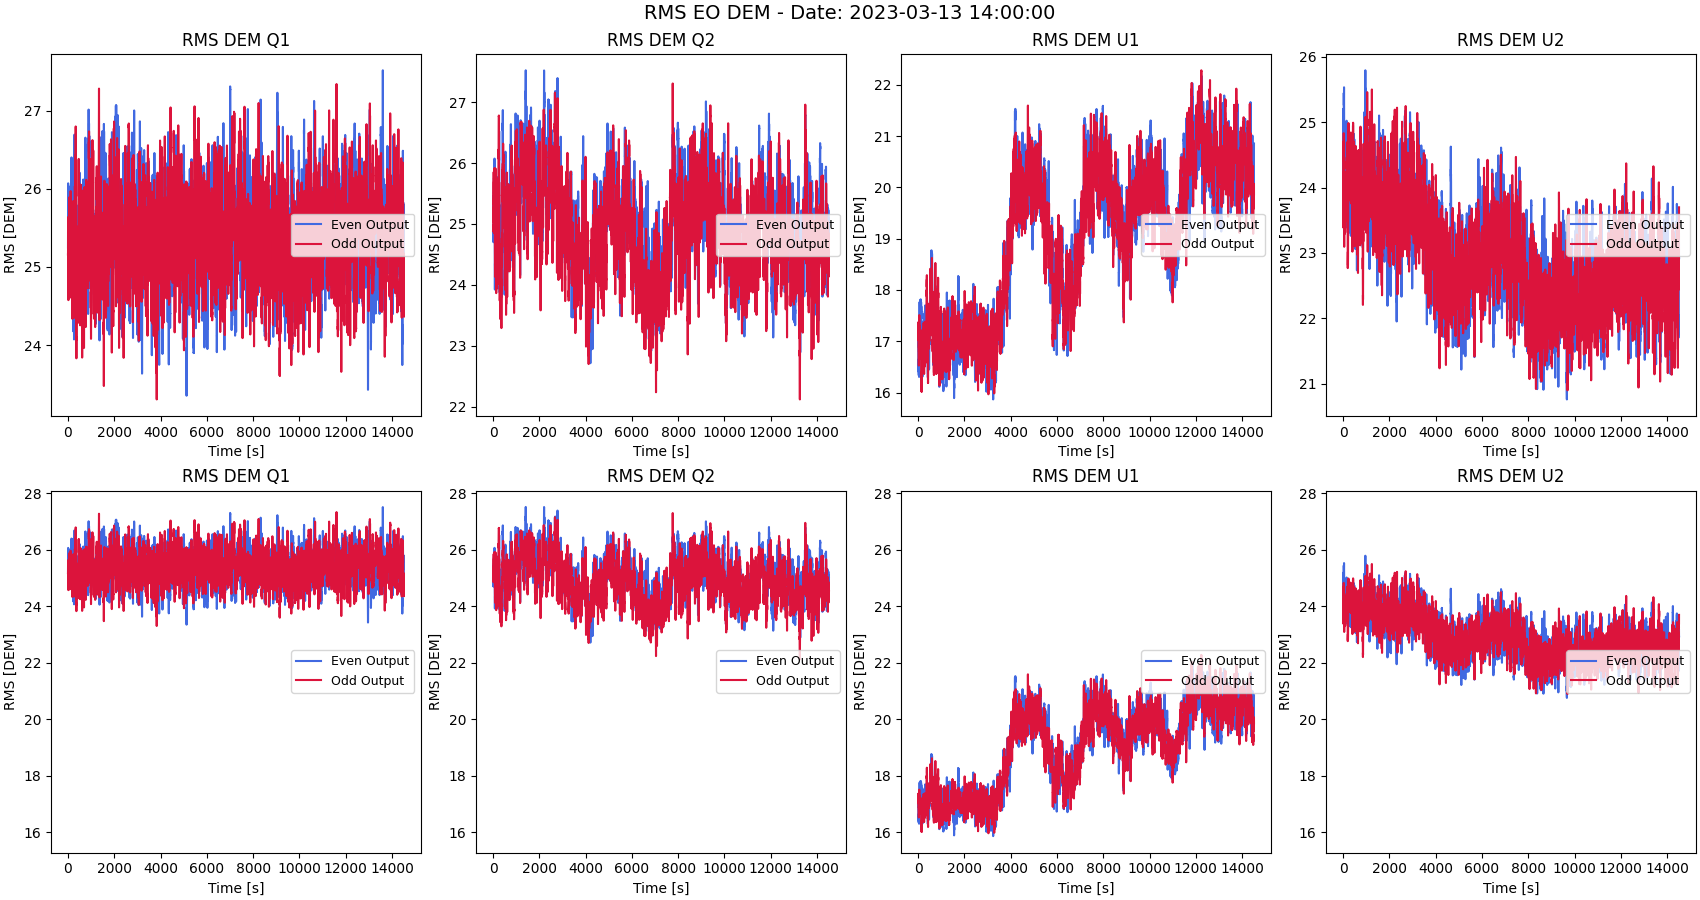 RMS EO DEM - Date: 2023-03-13 14:00:00
RMS DEM Q1
RMS [DEM]
27
26
25
24
0 2000 4000 6000 8000 10000 12000 14000
Time [s]
Even Output
Odd Output
RMS DEM Q2
RMS [DEM]
27
26
25
24
23
22
0 2000 4000 6000 8000 10000 12000 14000
Time [s]
Even Output
Odd Output
RMS DEM U1
RMS [DEM]
22
21
20
19
18
17
16
0 2000 4000 6000 8000 10000 12000 14000
Time [s]
Even Output
Odd Output
RMS DEM U2
RMS [DEM]
26
25
24
23
22
21
0 2000 4000 6000 8000 10000 12000 14000
Time [s]
Even Output
Odd Output
RMS DEM Q1
RMS [DEM]
28
26
24
22
20
18
16
0 2000 4000 6000 8000 10000 12000 14000
Time [s]
Even Output
Odd Output
RMS DEM Q2
RMS [DEM]
28
26
24
22
20
18
16
0 2000 4000 6000 8000 10000 12000 14000
Time [s]
Even Output
Odd Output
RMS DEM U1
RMS [DEM]
28
26
24
22
20
18
16
0 2000 4000 6000 8000 10000 12000 14000
Time [s]
Even Output
Odd Output
RMS DEM U2
RMS [DEM]
28
26
24
22
20
18
16
0 2000 4000 6000 8000 10000 12000 14000
Time [s]
Even Output
Odd Output